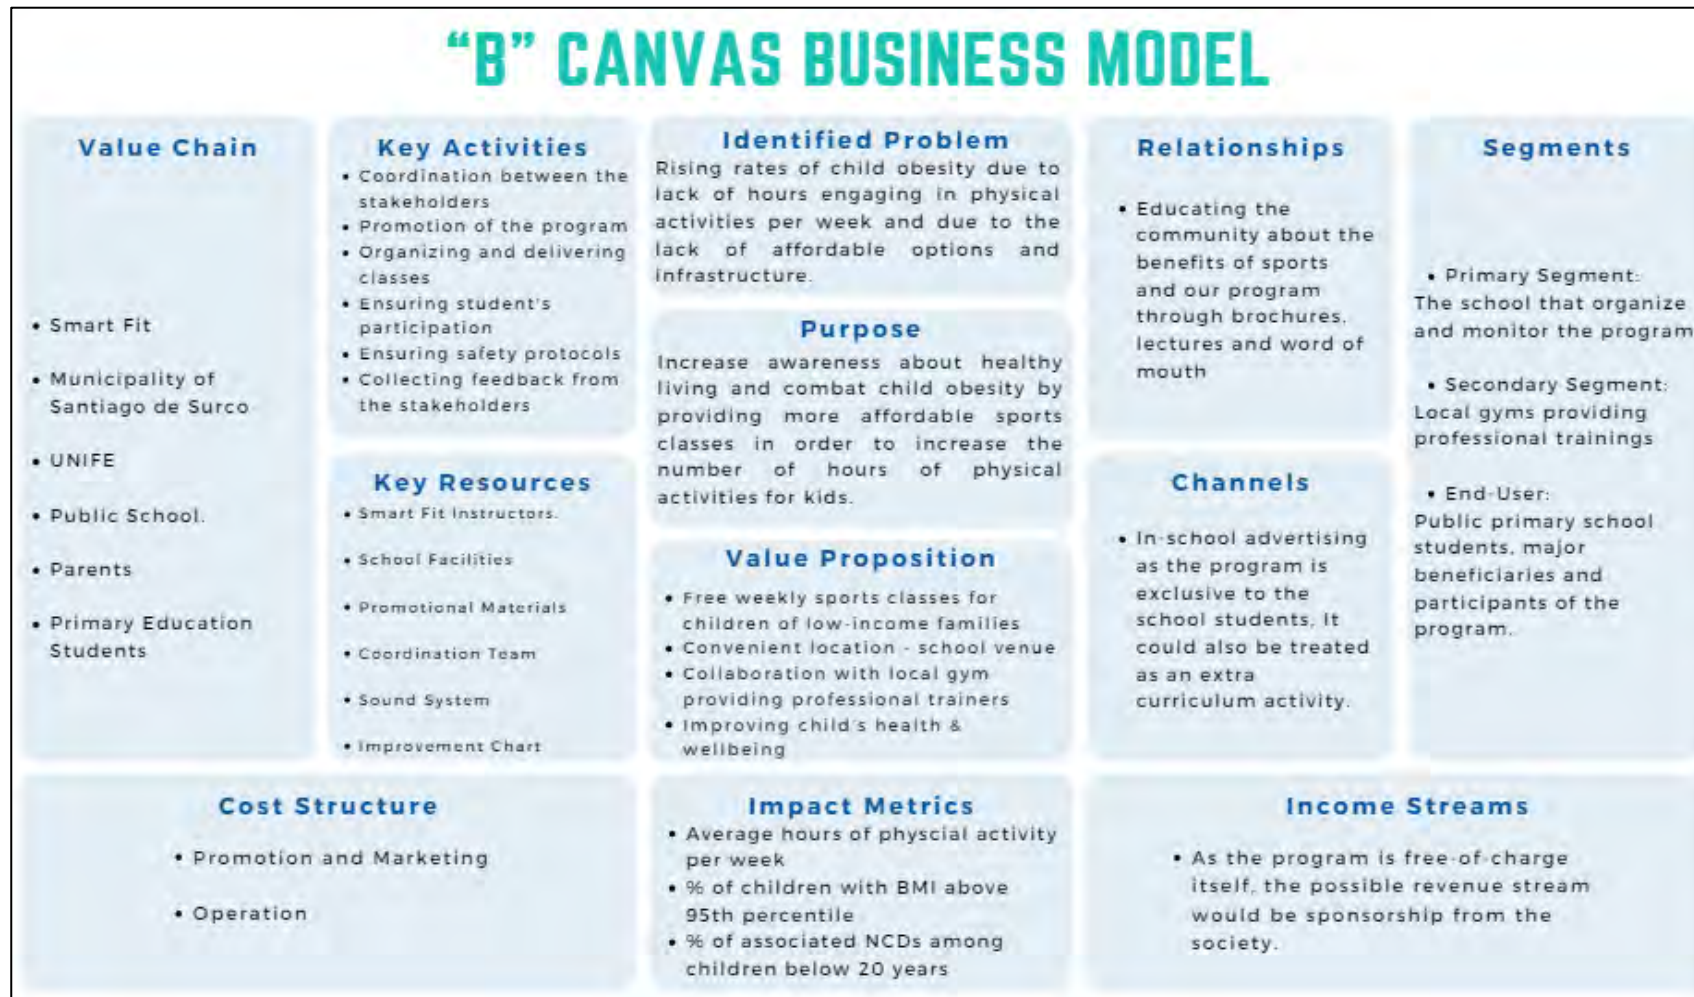 “B” CANVAS BUSINESS MODEL
Value Chain
• Smart Fit
• Municipality of
Santiago de Surco
• UNIFE
• Public School.
• Parents
• Primary Education
Students
Key Activities
• Coordination between the
stakeholders
• Promotion of the program
• Organizing and delivering
classes
• Ensuring student's
participation
• Ensuring safety protocols
• Collecting feedback from
the stakeholders
Key Resources
• Smart Fit Instructors.
• School Facilities
• Promotional Materials
• Coordination Team
• Sound System
• Improvement Chart
Identified Problem
Rising rates of child obesity due to
lack of hours engaging in physical
activities per week and due to the
lack of affordable options and
infrastructure.
Purpose
Increase awareness about healthy
living and combat child obesity by
providing more affordable sports
classes in order to increase the
number of hours of physical
activities for kids.
Value Proposition
• Free weekly sports classes for
children of low-income families
• Convenient location - school venue
• Collaboration with local gym
providing professional trainers
• Improving child's health &
wellbeing
Relationships
• Educating the
community about the
benefits of sports
and our program
through brochures,
lectures and word of
mouth
Channels
• In-school advertising
as the program is
exclusive to the
school students, It
could also be treated
as an extra
curriculum activity.
Segments
• Primary Segment:
The school that organize
and monitor the program
• Secondary Segment:
Local gyms providing
professional trainings
• End-User:
Public primary school
students, major
beneficiaries and
participants of the
program.
Cost Structure
• Promotion and Marketing
• Operation
Impact Metrics
• Average hours of physcial activity
per week
• % of children with BMI above
95th percentile
• % of associated NCDs among
children below 20 years
Income Streams
• As the program is free-of-charge
itself, the possible revenue stream
would be sponsorship from the
society.